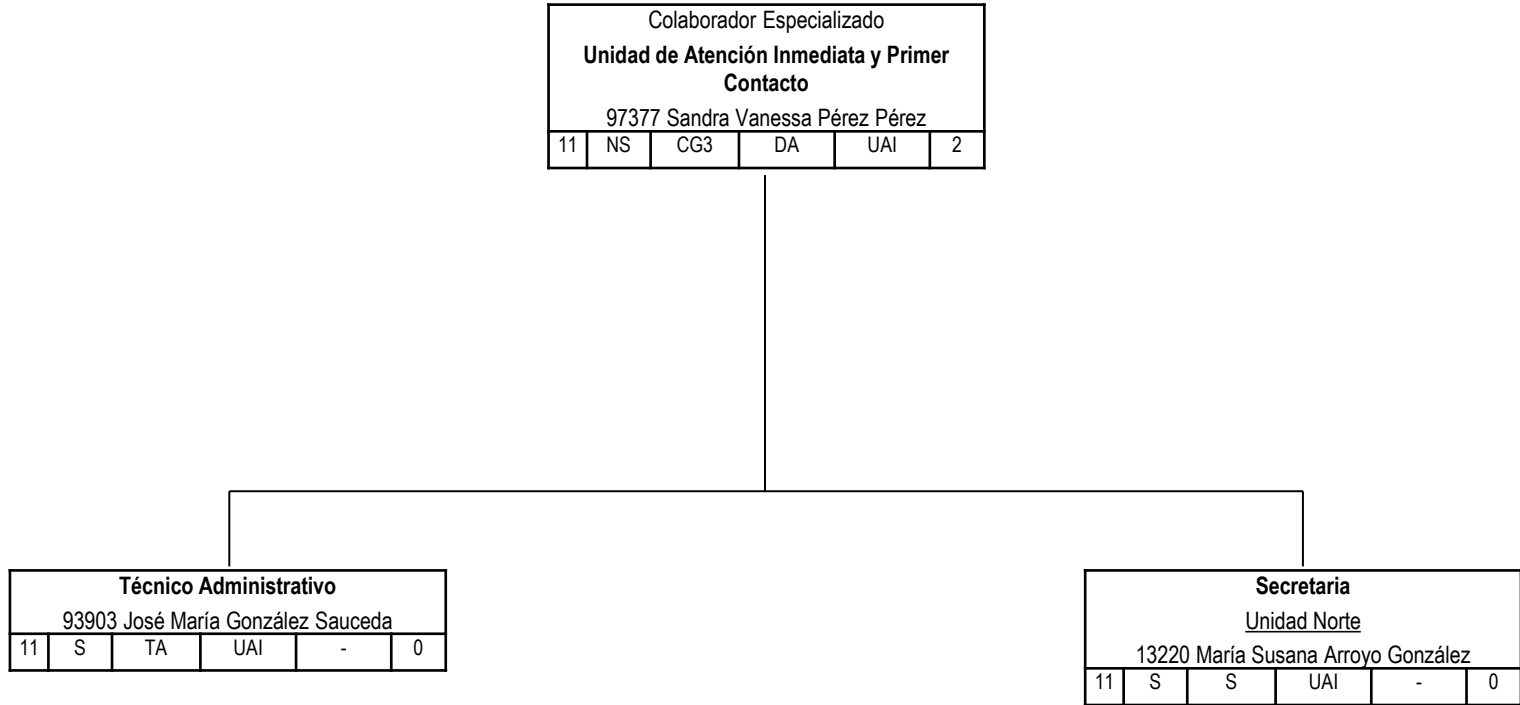 Colaborador Especializado
Unidad de Atención Inmediata y Primer
Contacto
97377 Sandra Vanessa Pérez Pérez
11 NS CG3 DA UAI 2
Técnico Administrativo
93903 José María González Sauceda
11 S TA UAI - 0
Secretaria
Unidad Norte
13220 María Susana Arroyo González
11 S S UAI - 0